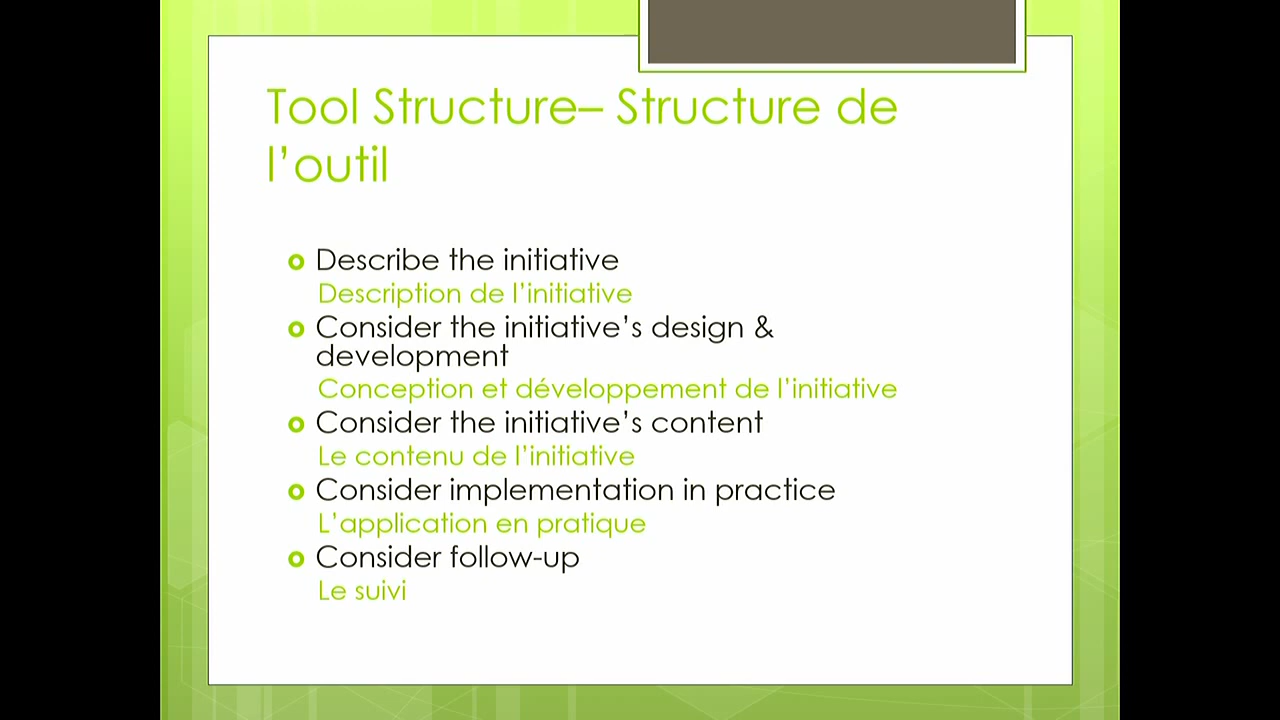 Tool Structure– Structure de
l’outil
Describe the initiative
Description de l’initiative
Consider the initiative’s design &
development
Conception et développement de l’initiative
Consider the initiative’s content
Le contenu de l’initiative
Consider implementation in practice
L’application en pratique
Consider follow-up
Le suivi